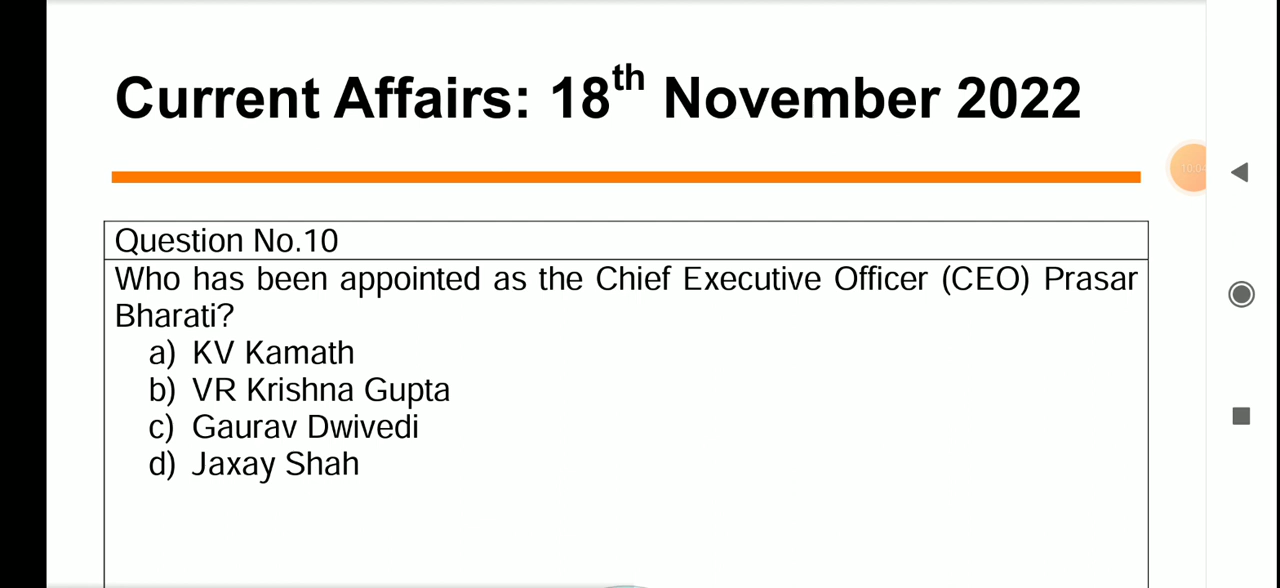 Current Affairs: 18th November 2022
Question No.10
Who has been appointed as the Chief Executive Officer (CEO) Prasar
Bharati?
a) KV Kamath
b) VR Krishna Gupta
c) Gaurav Dwivedi
d) Jaxay Shah